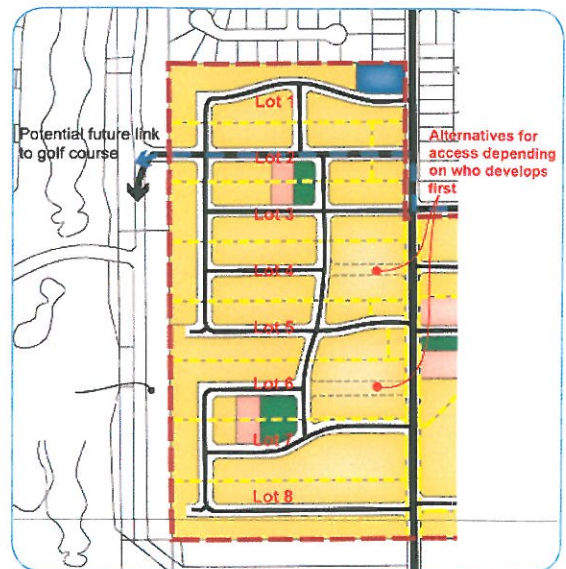 Lot 1
Potential future link
to golf course
Alternatives for
access depending
on who develops
first
Lot 2
Lot 3
Lot 4
Lot 5
Lot 6
Lot 7
Lot 8